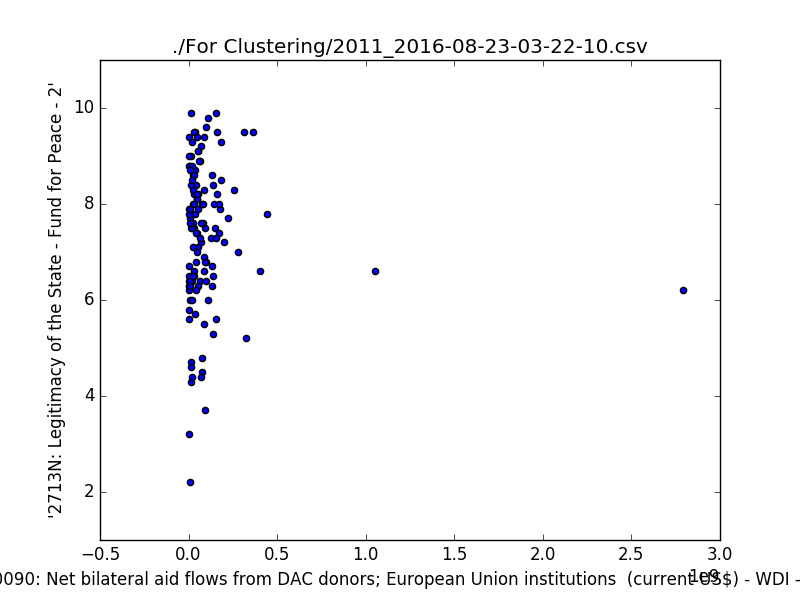 ./For Clustering/2011_2016-08-23-03-22-10.csv
'2713N: Legitimacy of the State - Fund for Peace - 2'
10
8
6
4
2
−0.5 0.0 0.5 1.0 1.5 2.0 2.5 3.0
1e9
0090: Net bilateral aid flows from DAC donors; European Union institutions (current US$) - WDI -